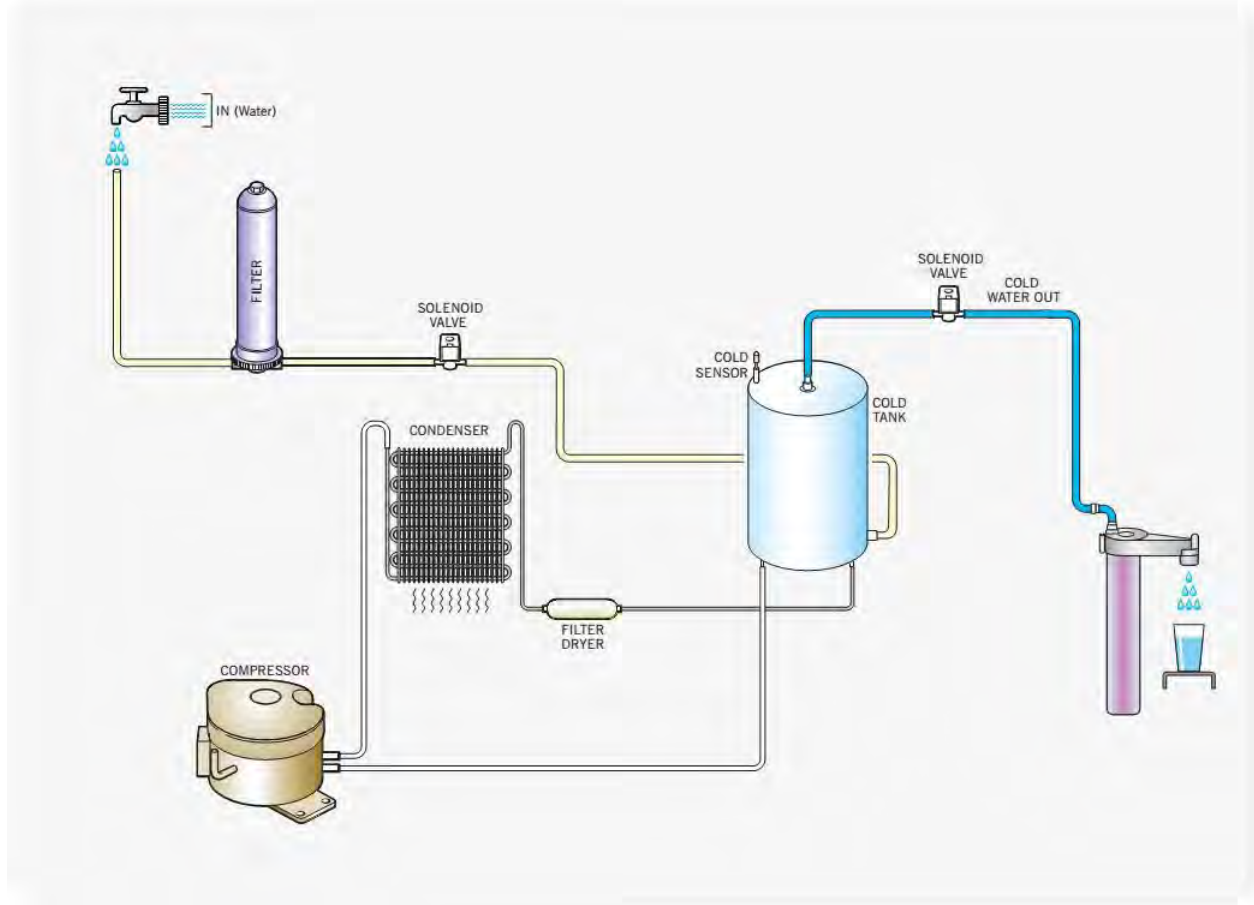 IN (Water)
FILTER
SOLENOID
VALVE
SOLENOID
VALVE
COLD
WATER OUT
COLD
SENSOR
COLD
TANK
CONDENSER
FILTER
DRYER
COMPRESSOR